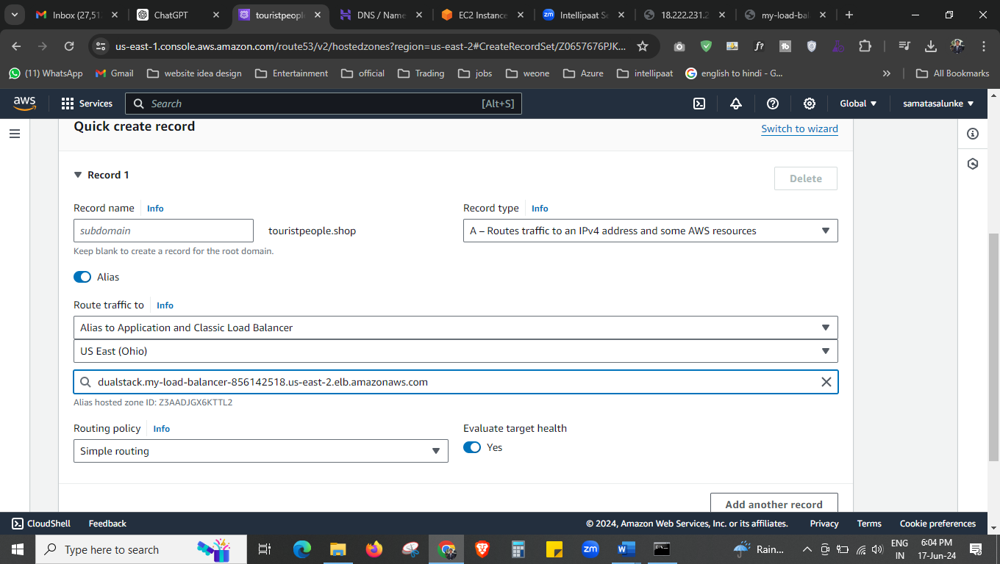 Inbox (27,51
ChatGPT
touristpeople
DNS / Name
EC2 Instance
zm
Intellipaat Se
18.222.231.2
my-load-bal
us-east-1.console.aws.amazon.com/route53/v2/hostedzones?region=us-east-2#CreateRecordSet/Z0657676PJK...
f?
tb
(11) WhatsApp
Gmail
website idea design
Entertainment
official
Trading
jobs
weone
Azure
intellipaat
english to hindi - G...
All Bookmarks
aws
Services
Search
[Alt+S]
Global
samatasalunke
Quick create record
Switch to wizard
Record 1
Delete
Record name Info
Record type Info
subdomain
touristpeople.shop
A – Routes traffic to an IPv4 address and some AWS resources
Keep blank to create a record for the root domain.
Alias
Route traffic to Info
Alias to Application and Classic Load Balancer
US East (Ohio)
dualstack.my-load-balancer-856142518.us-east-2.elb.amazonaws.com
Alias hosted zone ID: Z3AADJGX6KTTL2
Routing policy Info
Evaluate target health
Simple routing
Yes
Add another record
CloudShell
Feedback
© 2024, Amazon Web Services, Inc. or its affiliates.
Privacy
Terms
Cookie preferences
Type here to search
zm
Rain...
ENG
IN
6:04 PM
17-Jun-24